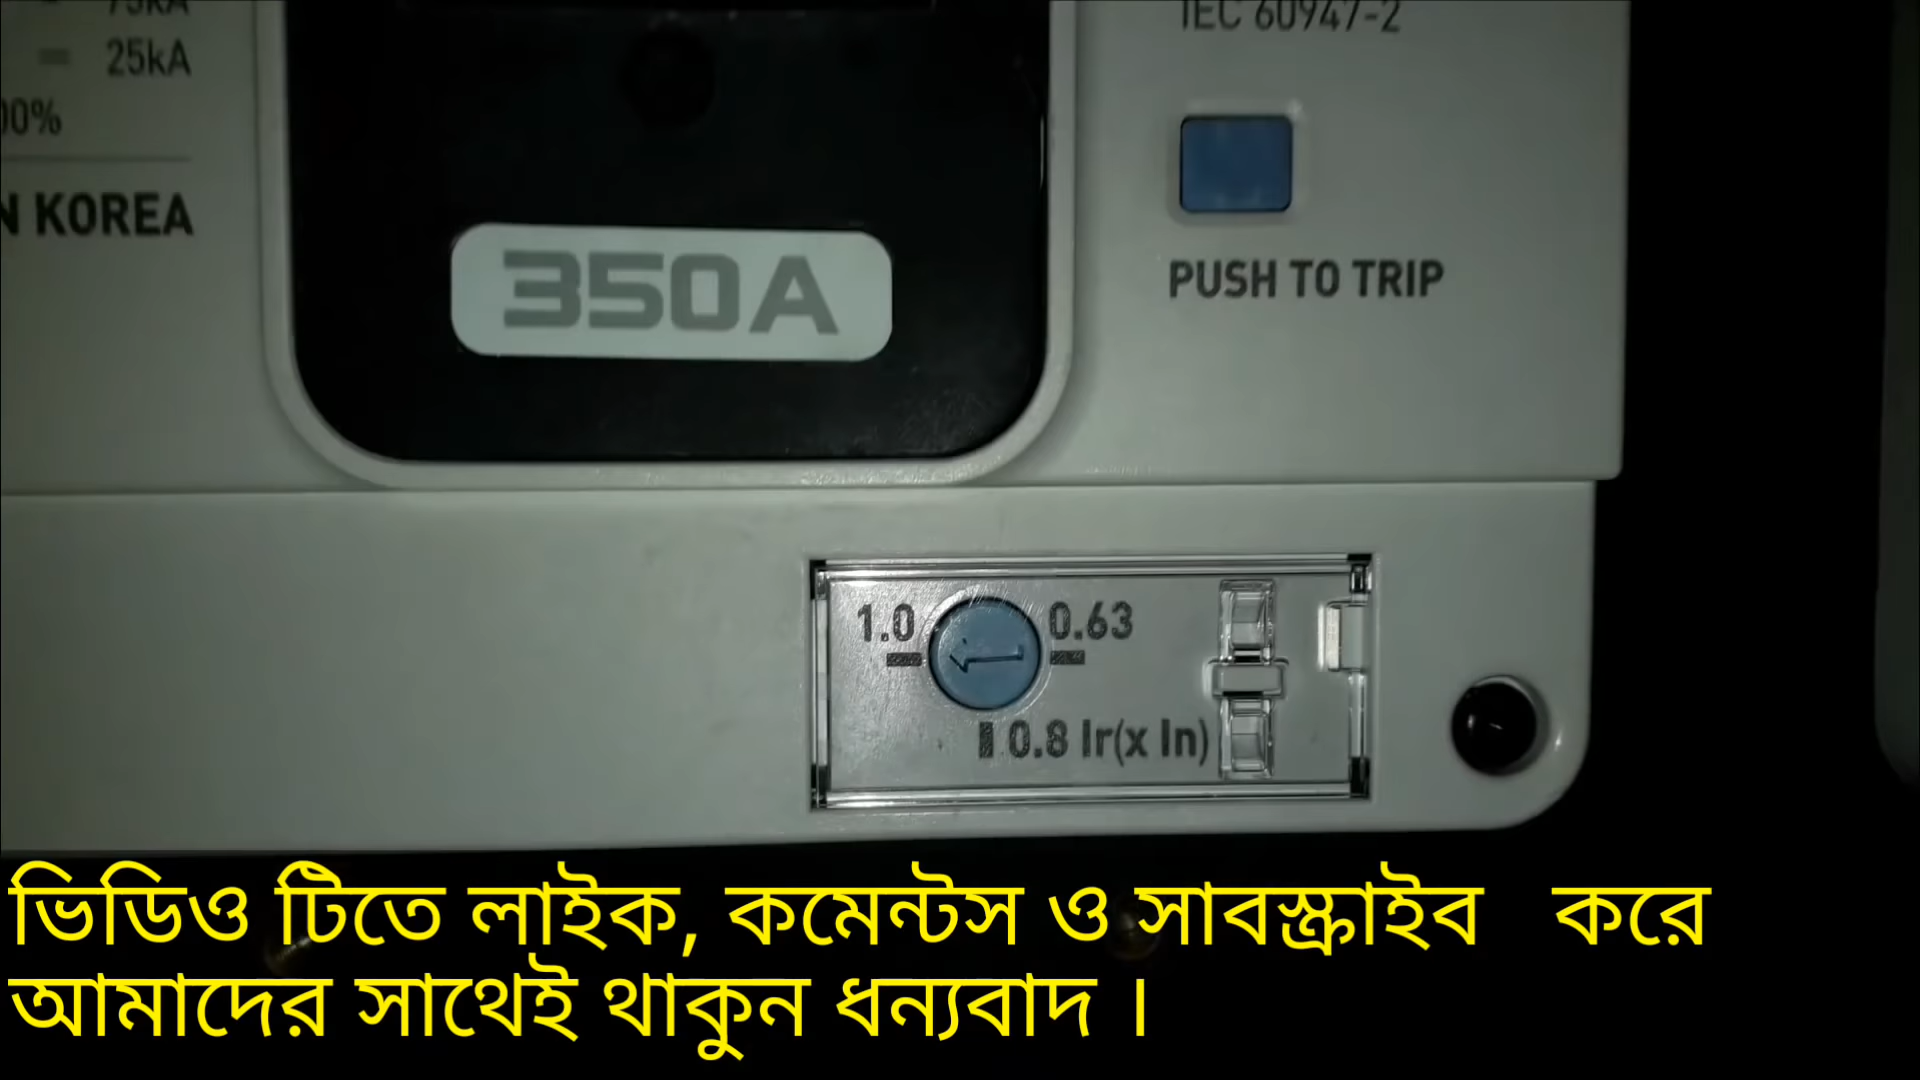 75kA
25kA
00%
N KOREA
350A
IEC 60947-2
PUSH TO TRIP
1.0
0.63
0.8 Ir(x In)
ভিডিও টিতে লাইক, কমেন্টস ও সাবস্ক্রাইব করে
আমাদের সাথেই থাকুন ধন্যবাদ ।